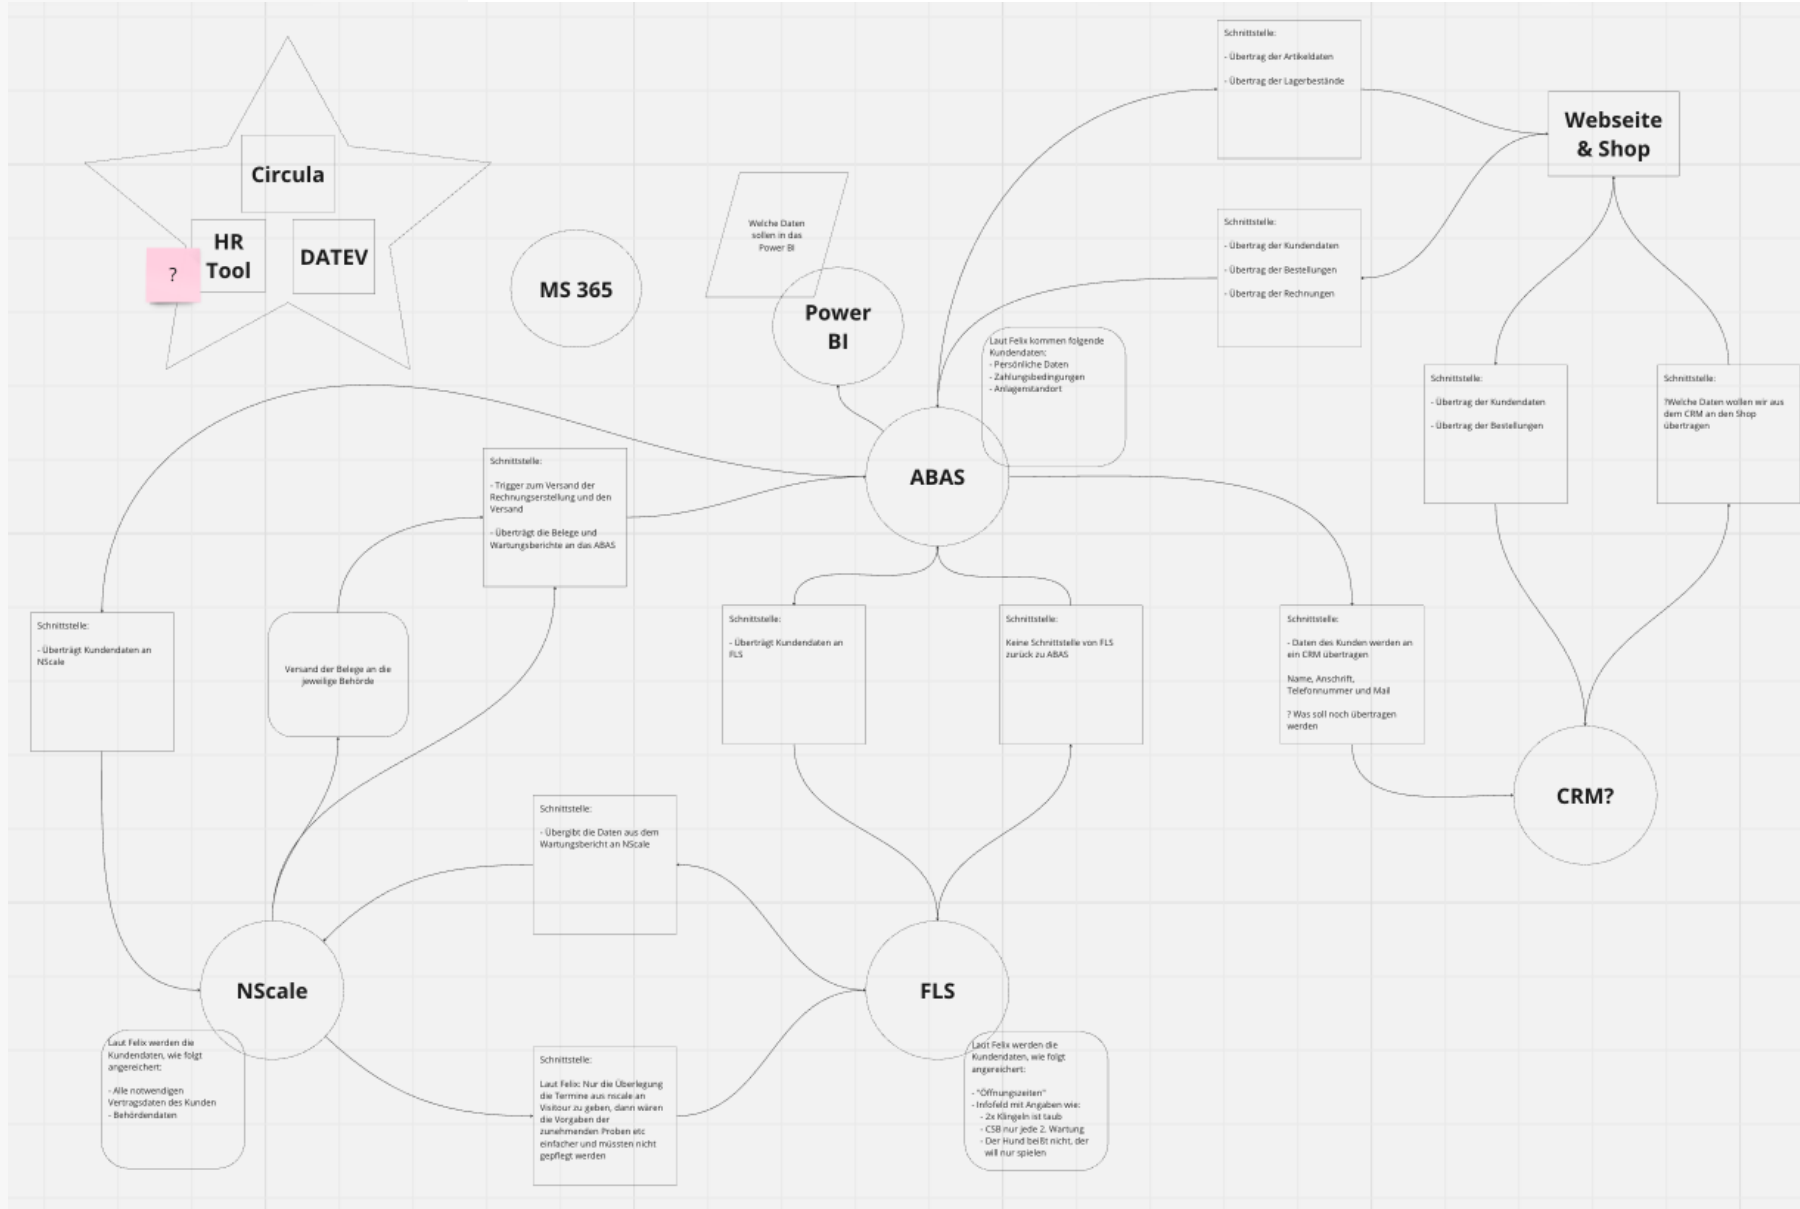 Circula
HR
Tool
DATEV
?
MS 365
Welche Daten
sollen in das
Power BI
Power
BI
Schnittstelle:
- Übertrag der Artikeldaten
- Übertrag der Lagerbestände
Webseite
& Shop
Schnittstelle:
- Übertrag der Kundendaten
- Übertrag der Bestellungen
- Übertrag der Rechnungen
Laut Felix kommen folgende
Kundendaten:
- Persönliche Daten
- Zahlungsbedingungen
- Anlagenstandort
ABAS
Schnittstelle:
- Übertrag der Kundendaten
- Übertrag der Bestellungen
Schnittstelle:
?Welche Daten wollen wir aus
dem CRM an den Shop
übertragen
Schnittstelle:
- Trigger zum Versand der
Rechnungserstellung und den
Versand
- Überträgt die Belege und
Wartungsberichte an das ABAS
Schnittstelle:
- Überträgt Kundendaten an
NScale
Versand der Belege an die
jeweilige Behörde
Schnittstelle:
- Überträgt Kundendaten an
FLS
Schnittstelle:
Keine Schnittstelle von FLS
zurück zu ABAS
Schnittstelle:
- Daten des Kunden werden an
ein CRM übertragen
Name, Anschrift,
Telefonnummer und Mail
? Was soll noch übertragen
werden
CRM?
Schnittstelle:
- Übergibt die Daten aus dem
Wartungsbericht an NScale
NScale
FLS
Laut Felix werden die
Kundendaten, wie folgt
angereichert:
- Alle notwendigen
Vertragsdaten des Kunden
- Behördendaten
Schnittstelle:
Laut Felix: Nur die Überlegung
die Termine aus nscale an
Visitour zu geben, dann wären
die Vorgaben der
zunehmenden Proben etc
einfacher und müssten nicht
gepflegt werden
Laut Felix werden die
Kundendaten, wie folgt
angereichert:
- "Öffnungszeiten"
- Infofeld mit Angaben wie:
- 2x Klingeln ist taub
- CSB nur jede 2. Wartung
- Der Hund beißt nicht, der
will nur spielen